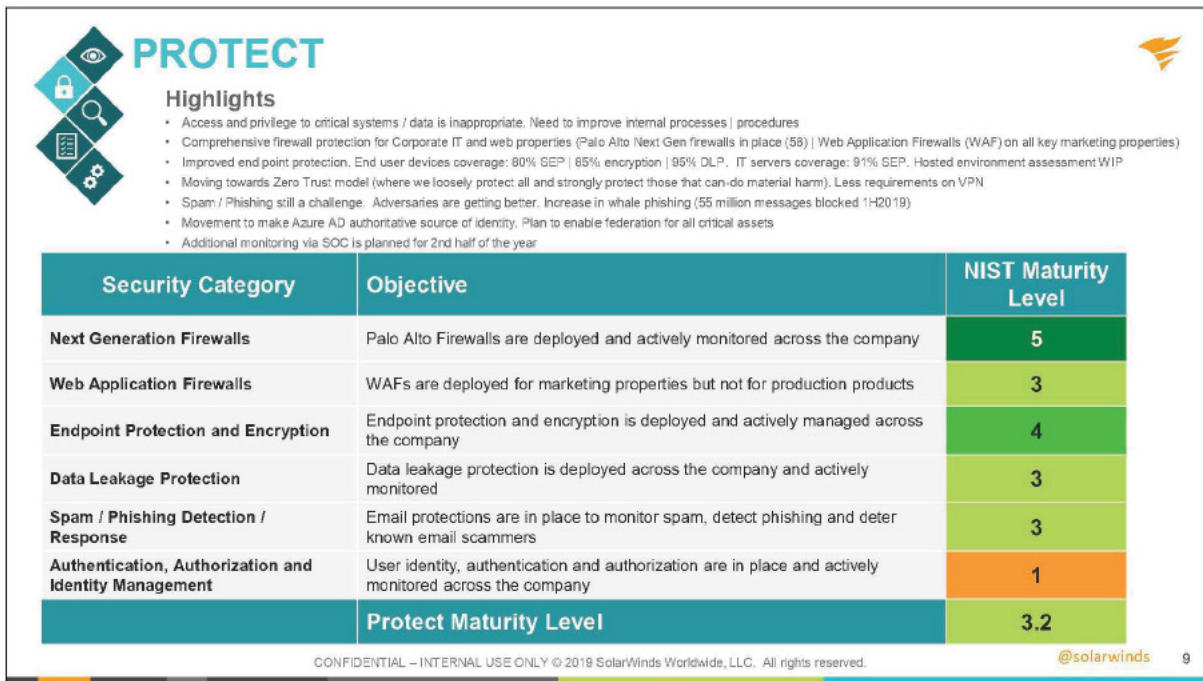 PROTECT
Highlights
• Access and privilege to critical systems / data is inappropriate. Need to improve internal processes | procedures
• Comprehensive firewall protection for Corporate IT and web properties (Palo Alto Next Gen firewalls in place (58) | Web Application Firewalls (WAF) on all key marketing properties)
• Improved end point protection. End user devices coverage: 80% SEP | 85% encryption | 95% DLP. IT servers coverage: 91% SEP. Hosted environment assessment WIP
• Moving towards Zero Trust model (where we loosely protect all and strongly protect those that can-do material harm). Less requirements on VPN
• Spam / Phishing still a challenge. Adversaries are getting better. Increase in whale phishing (55 million messages blocked 1H2019)
• Movement to make Azure AD authoritative source of identity. Plan to enable federation for all critical assets
• Additional monitoring via SOC is planned for 2nd half of the year
Security Category Objective NIST Maturity
Level
Next Generation Firewalls Palo Alto Firewalls are deployed and actively monitored across the company 5
Web Application Firewalls WAFs are deployed for marketing properties but not for production products 3
Endpoint Protection and Encryption Endpoint protection and encryption is deployed and actively managed across 4
the company
Data Leakage Protection Data leakage protection is deployed across the company and actively 3
monitored
Spam / Phishing Detection / Email protections are in place to monitor spam, detect phishing and deter 3
Response known email scammers
Authentication, Authorization and User identity, authentication and authorization are in place and actively 1
Identity Management monitored across the company
Protect Maturity Level 3.2
CONFIDENTIAL – INTERNAL USE ONLY © 2019 SolarWinds Worldwide, LLC. All rights reserved. @solarwinds 9